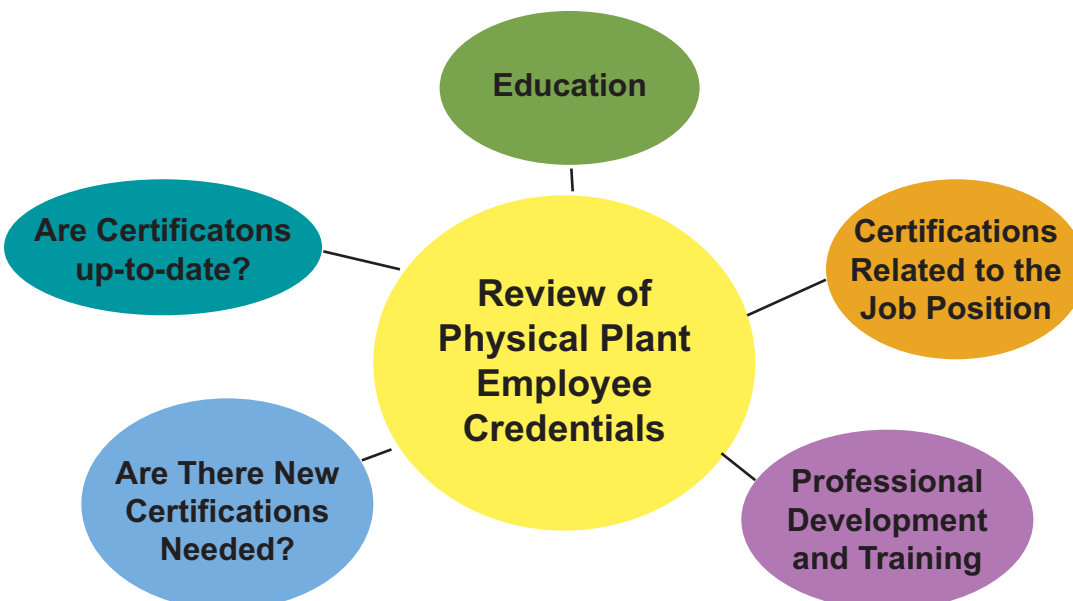 Education
Are Certificatons
up-to-date?
Certifications
Related to the
Job Position
Review of
Physical Plant
Employee
Credentials
Are There New
Certifications
Needed?
Professional
Development
and Training